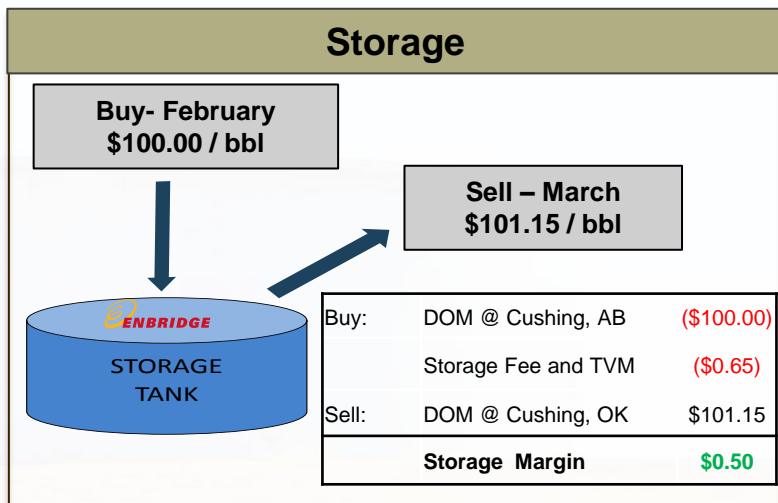 Storage
Buy- February
$100.00 / bbl
Sell – March
$101.15 / bbl
ENBRIDGE
STORAGE
TANK
Buy: DOM @ Cushing, AB ($100.00)
Storage Fee and TVM ($0.65)
Sell: DOM @ Cushing, OK $101.15
Storage Margin $0.50